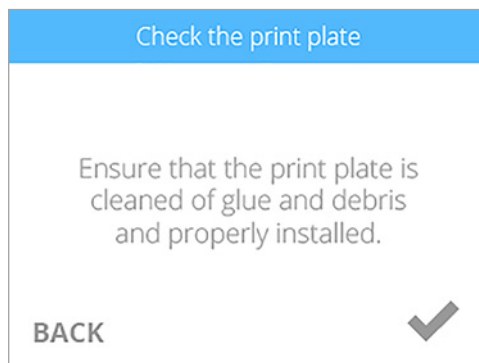 Check the print plate
Ensure that the print plate is
cleaned of glue and debris
and properly installed.
BACK